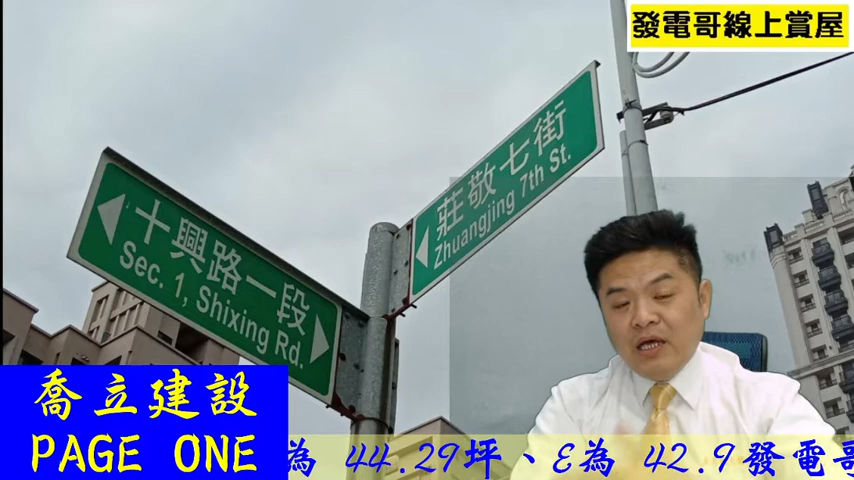 發電哥線上賞屋
莊敬七街
Zhuangjing 7th St.
十興路一段
Sec. 1, Shixing Rd.
喬立建設
PAGE ONE
為 44.29坪、E為 42.9發電哥